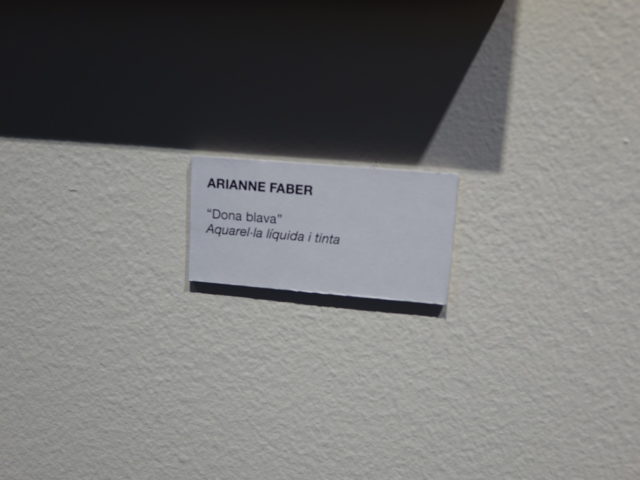 ARIANNE FABER
"Dona blava"
Aquarel·la líquida i tinta